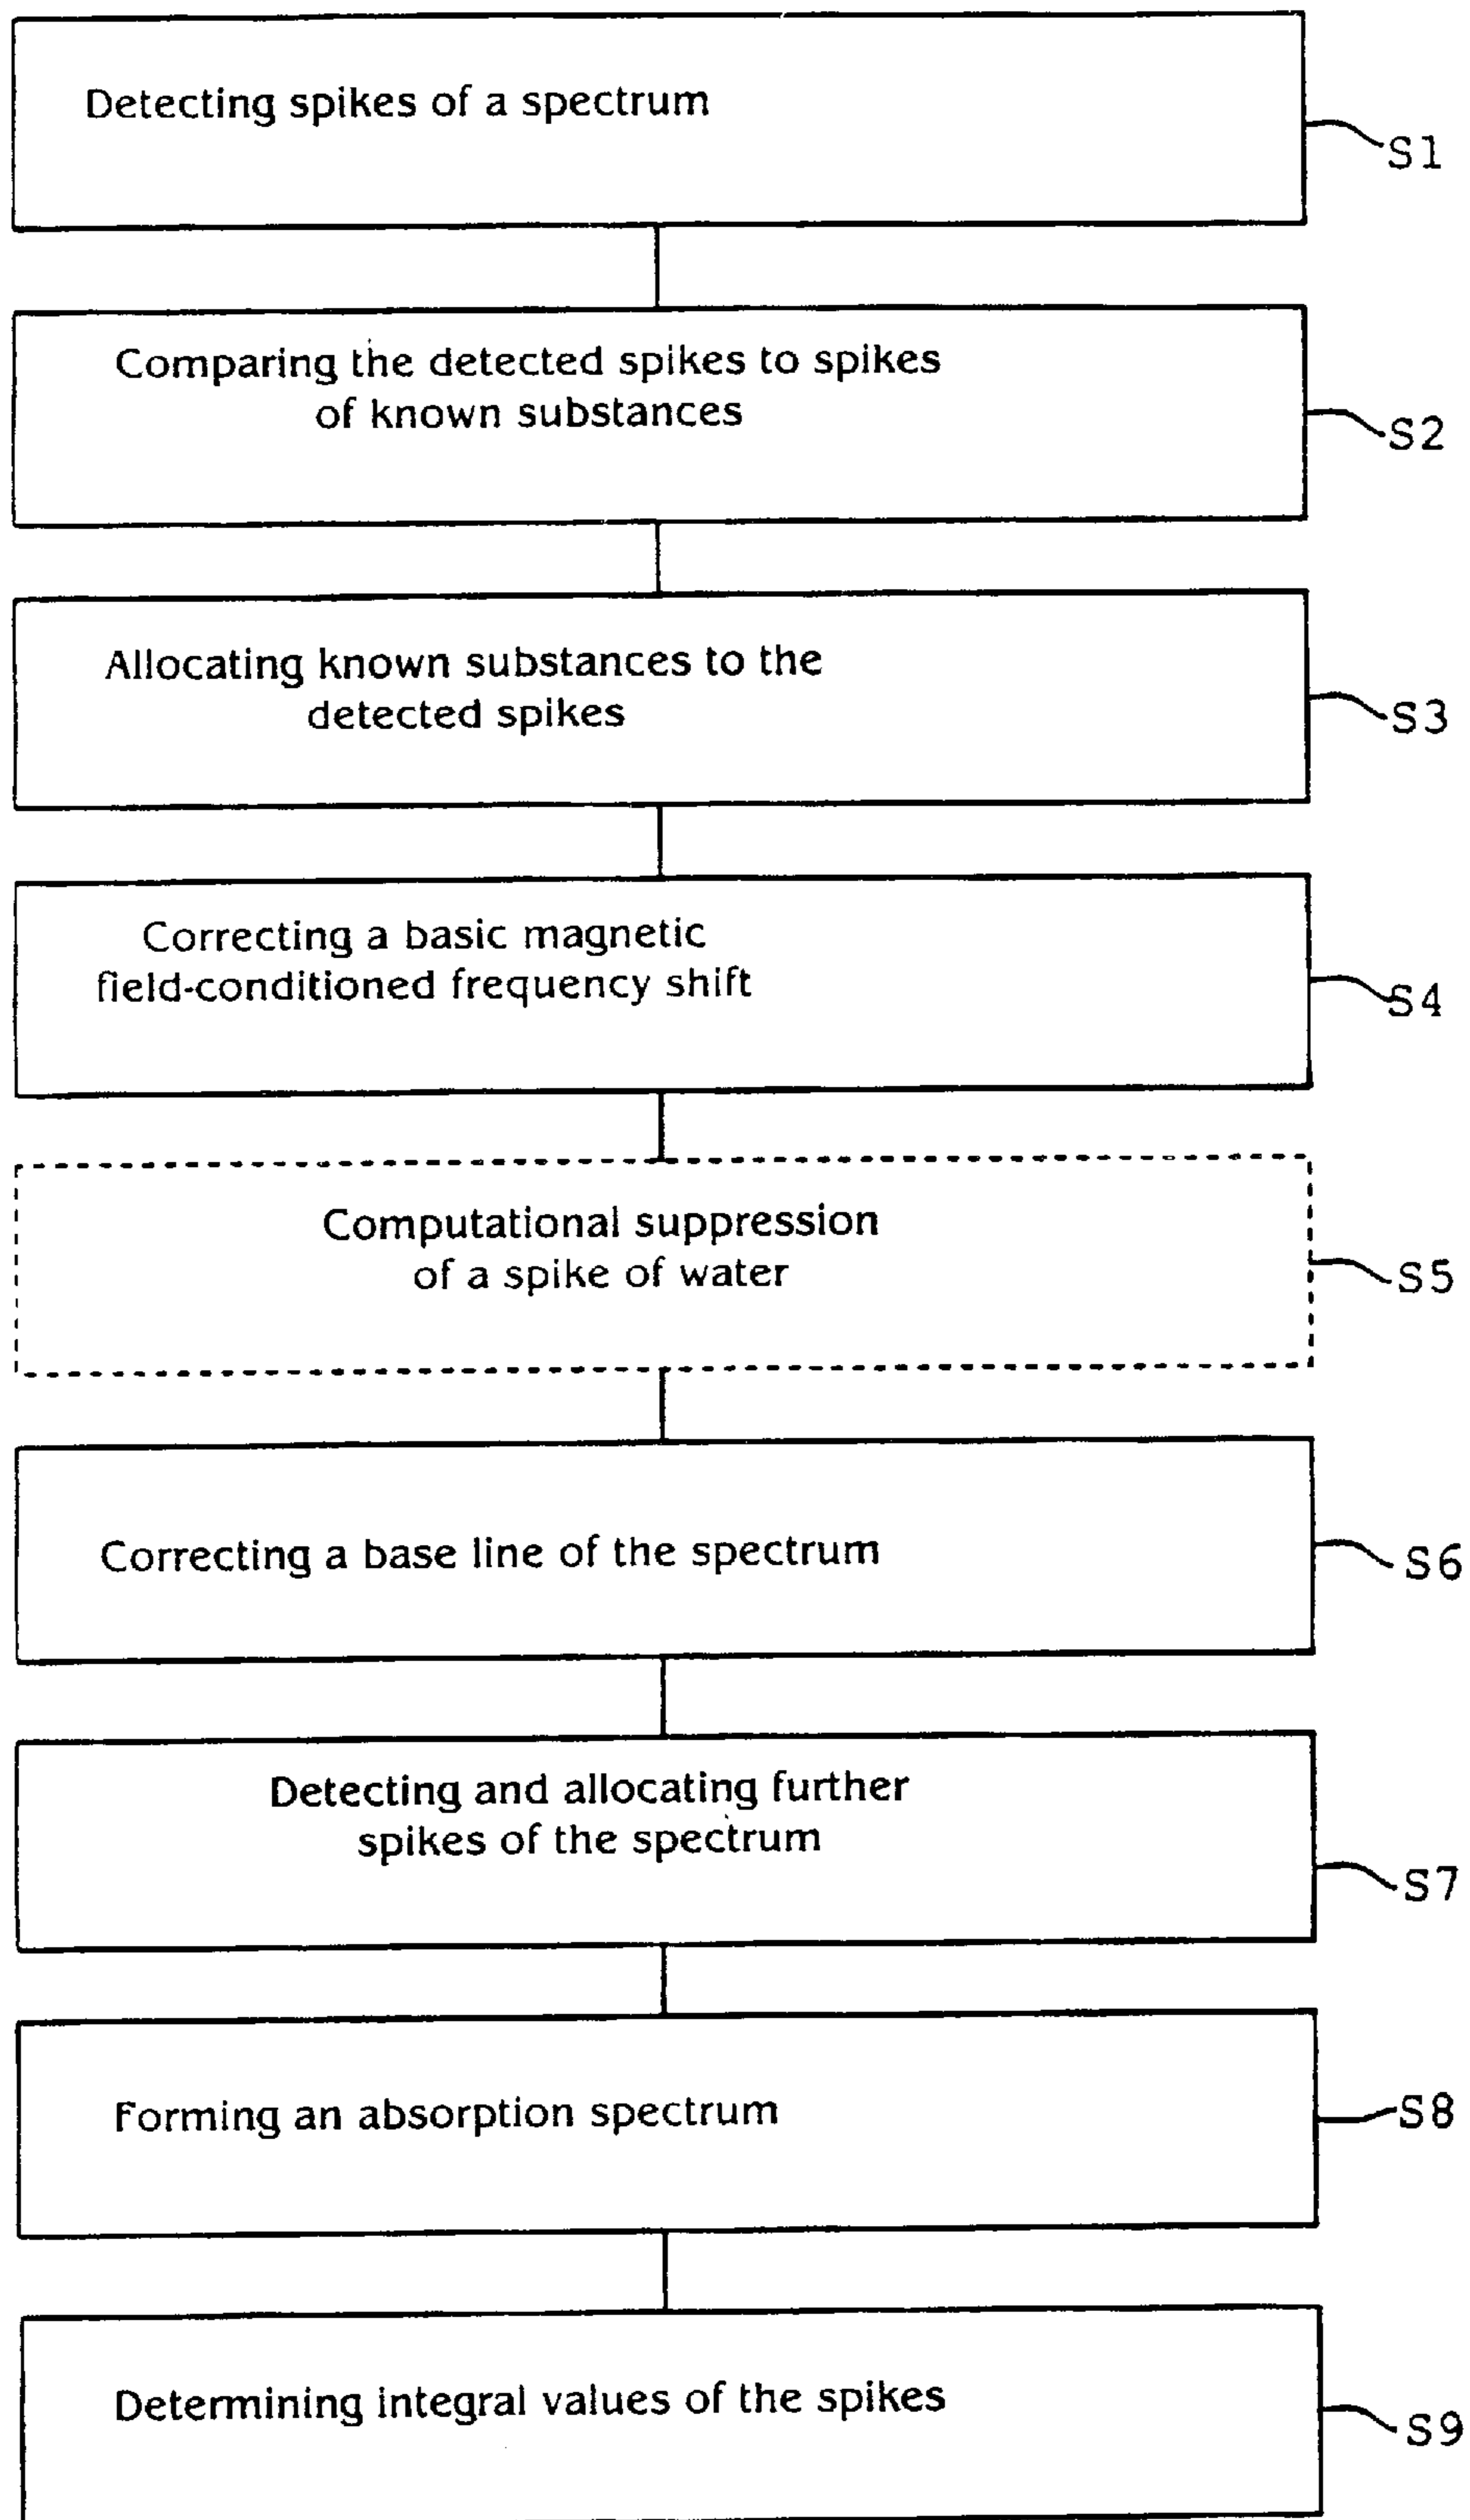 Detecting spikes of a spectrum
S1
Comparing the detected spikes to spikes
of known substances
S2
Allocating known substances to the
detected spikes
S3
Correcting a basic magnetic
field-conditioned frequency shift
S4
Computational suppression
of a spike of water
S5
Correcting a base line of the spectrum
S6
Detecting and allocating further
spikes of the spectrum
S7
Forming an absorption spectrum
S8
Determining integral values of the spikes
S9